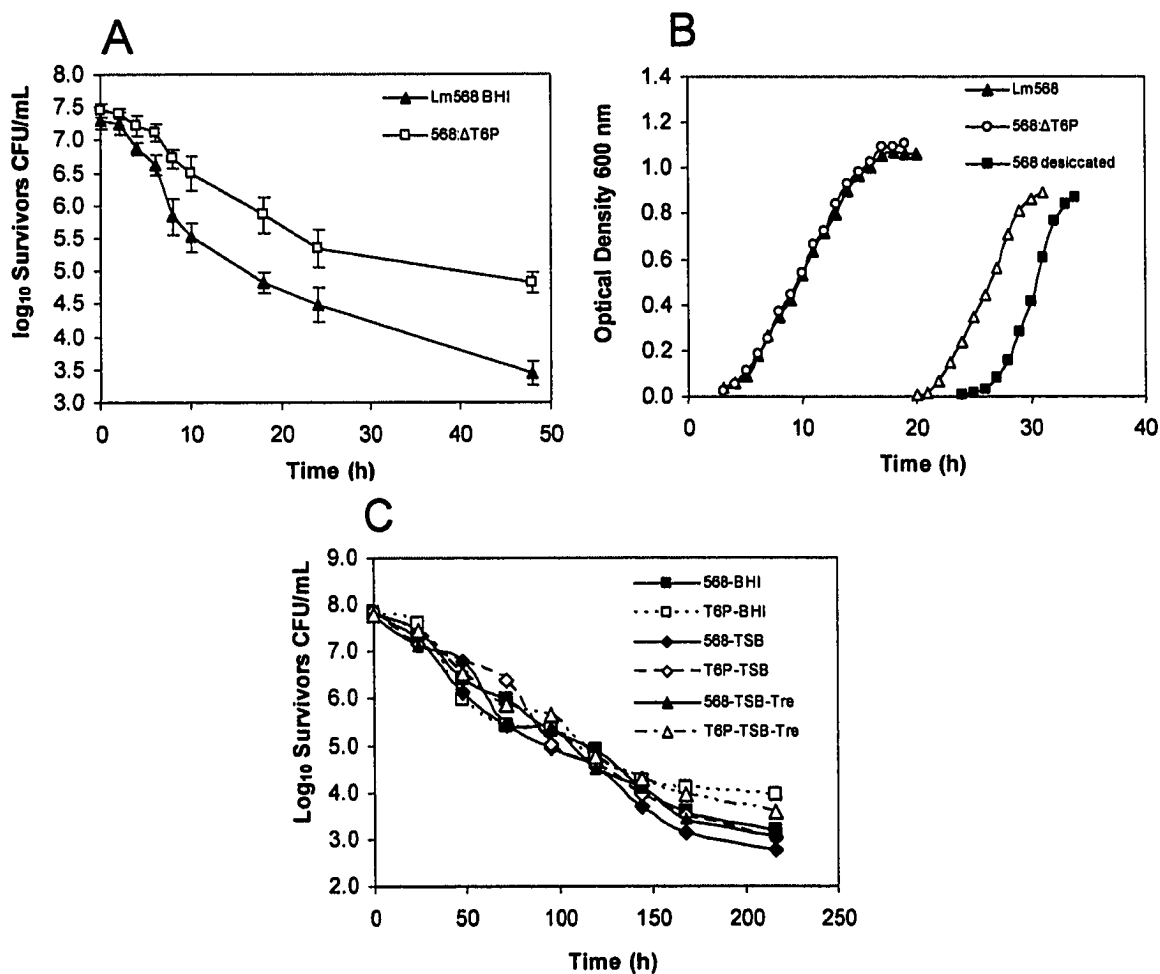 A
8.0
7.5
7.0
6.5
6.0
5.5
5.0
4.5
4.0
3.5
3.0
log₁₀ Survivors CFU/mL
Lm568 BHI
568:ΔT6P
0 10 20 30 40 50
Time (h)
B
1.4
1.2
1.0
0.8
0.6
0.4
0.2
0.0
Optical Density 600 nm
Lm568
568:ΔT6P
568 desiccated
0 10 20 30 40
Time (h)
C
9.0
8.0
7.0
6.0
5.0
4.0
3.0
2.0
Log₁₀ Survivors CFU/mL
568-BHI
T6P-BHI
568-TSB
T6P-TSB
568-TSB-Tre
T6P-TSB-Tre
0 50 100 150 200 250
Time (h)